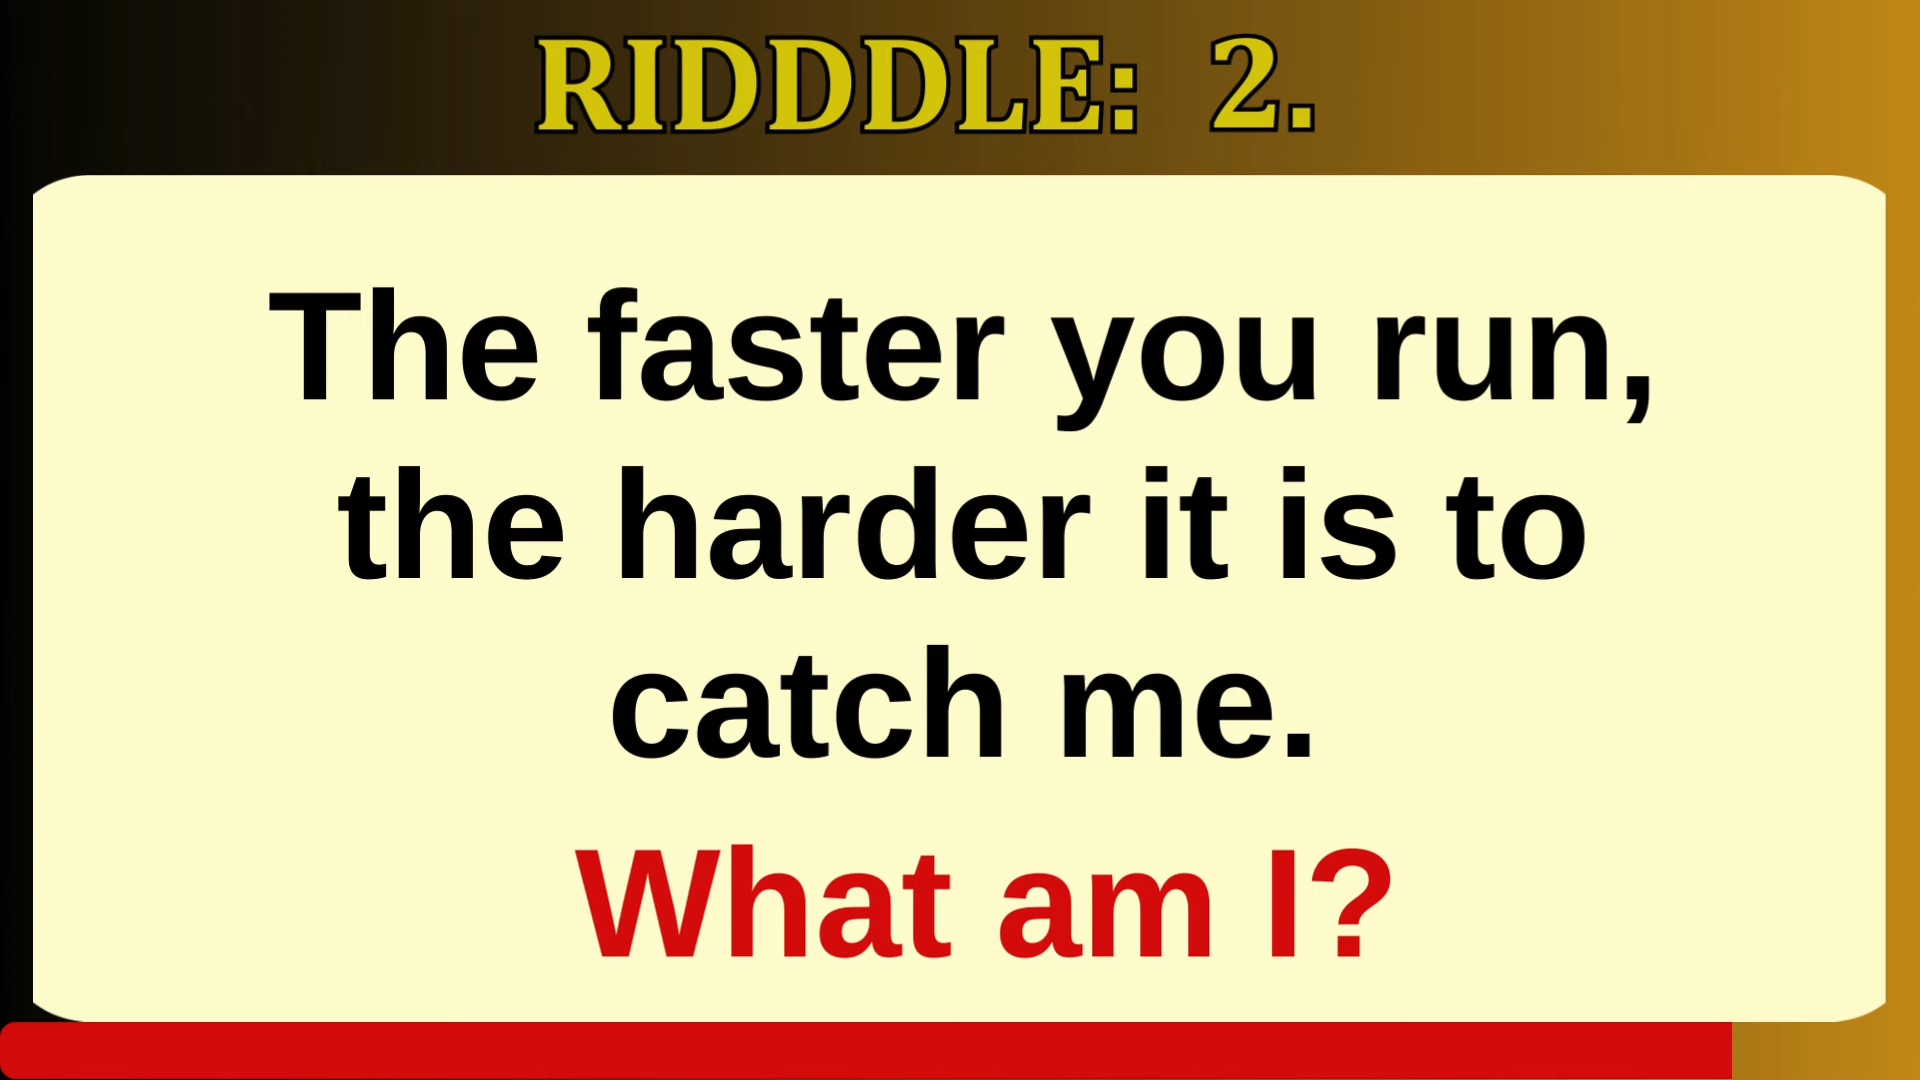 RIDDDLE: 2.
The faster you run,
the harder it is to
catch me.
What am I?